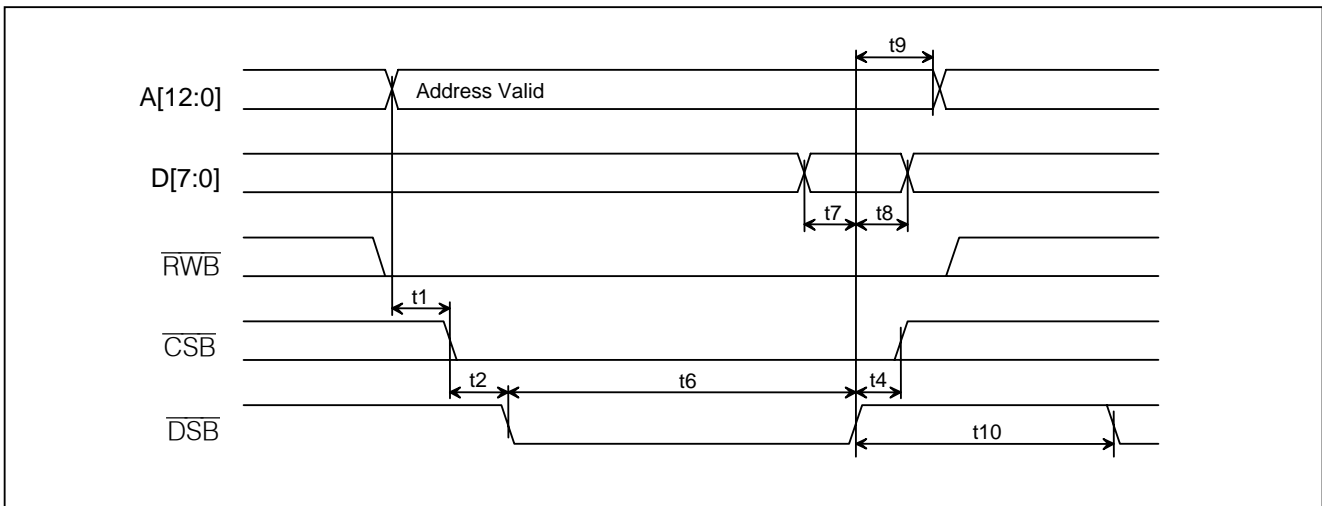 t9
A[12:0] Address Valid
D[7:0]
t7 t8
RWB
t1
CSB
t2 t6 t4
DSB
t10